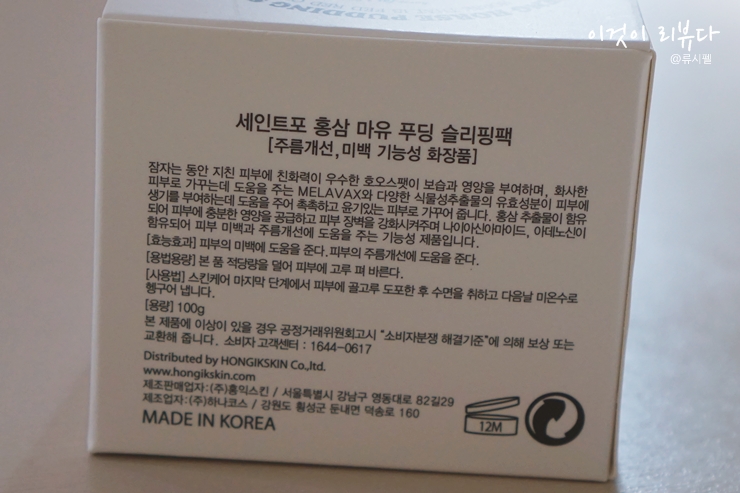 HORSE PUDDING
이것이 리뷰다
@류시펠
세인트포 홍삼 마유 푸딩 슬리핑팩
[주름개선, 미백 기능성 화장품]
잠자는 동안 지친 피부에 친화력이 우수한 호오스팻이 보습과 영양을 부여하며, 화사한
피부로 가꾸는데 도움을 주는 MELAVAX와 다양한 식물성추출물의 유효성분이 피부에
생기를 부여하는데 도움을 주어 촉촉하고 윤기있는 피부로 가꾸어 줍니다. 홍삼 추출물이 함유
되어 피부에 충분한 영양을 공급하고 피부 장벽을 강화시켜주며 나이아신아마이드, 아데노신이
함유되어 피부 미백과 주름개선에 도움을 주는 기능성 제품입니다.
[효능효과] 피부의 미백에 도움을 준다. 피부의 주름개선에 도움을 준다.
[용법용량] 본 품 적당량을 덜어 피부에 고루 펴 바른다.
[사용법] 스킨케어 마지막 단계에서 피부에 골고루 도포한 후 수면을 취하고 다음날 미온수로
헹구어 냅니다.
[용량] 100g
본 제품에 이상이 있을 경우 공정거래위원회고시 "소비자분쟁 해결기준"에 의해 보상 또는
교환해 줍니다. 소비자 고객센터 : 1644-0617
Distributed by HONGIKSKIN Co.,ltd.
www.hongikskin.com
제조판매업자: (주)홍익스킨 / 서울특별시 강남구 영동대로 82길29
제조업자: (주)하나코스 / 강원도 횡성군 둔내면 덕송로 160
MADE IN KOREA
12M